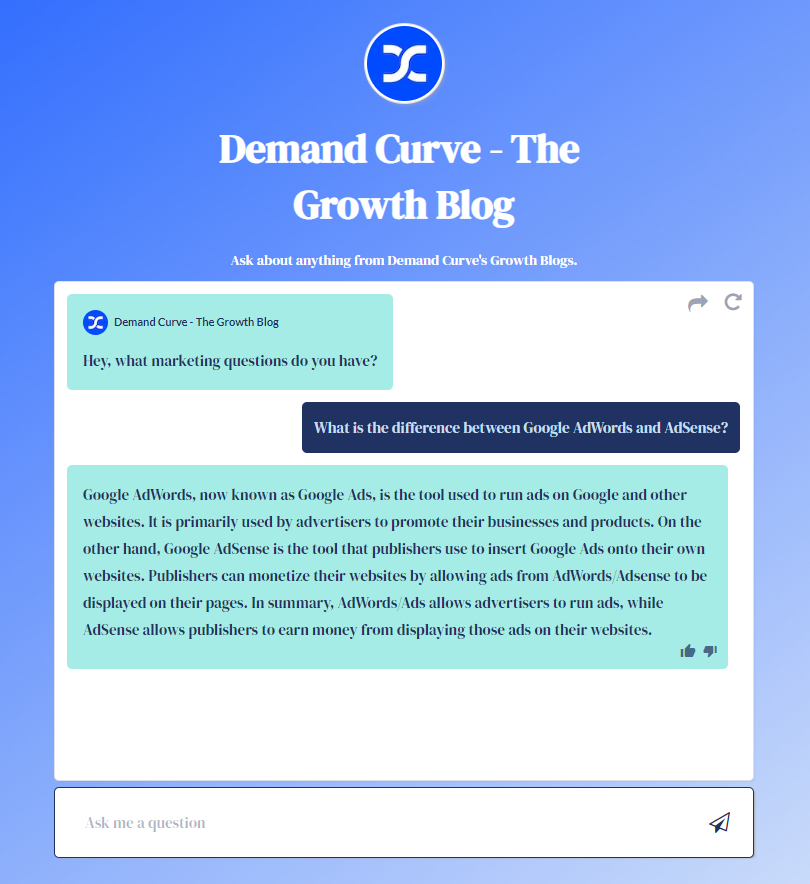 Demand Curve - The
Growth Blog
Ask about anything from Demand Curve's Growth Blogs.
Demand Curve - The Growth Blog
Hey, what marketing questions do you have?
What is the difference between Google AdWords and AdSense?
Google AdWords, now known as Google Ads, is the tool used to run ads on Google and other
websites. It is primarily used by advertisers to promote their businesses and products. On the
other hand, Google AdSense is the tool that publishers use to insert Google Ads onto their own
websites. Publishers can monetize their websites by allowing ads from AdWords/Adsense to be
displayed on their pages. In summary, AdWords/Ads allows advertisers to run ads, while
AdSense allows publishers to earn money from displaying those ads on their websites.
Ask me a question